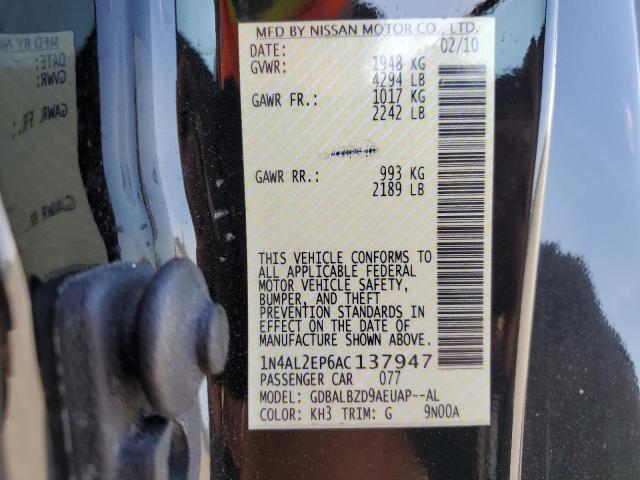 MFD BY NISSAN MOTOR CO., LTD.
DATE: 02/10
GVWR: 1948 KG
4294 LB
GAWR FR.: 1017 KG
2242 LB
GAWR RR.: 993 KG
2189 LB
THIS VEHICLE CONFORMS TO
ALL APPLICABLE FEDERAL
MOTOR VEHICLE SAFETY,
BUMPER, AND THEFT
PREVENTION STANDARDS IN
EFFECT ON THE DATE OF
MANUFACTURE SHOWN ABOVE.
1N4AL2EP6AC137947
PASSENGER CAR 077
MODEL: GDBALBZD9AEUAP--AL
COLOR: KH3 TRIM: G 9N00A